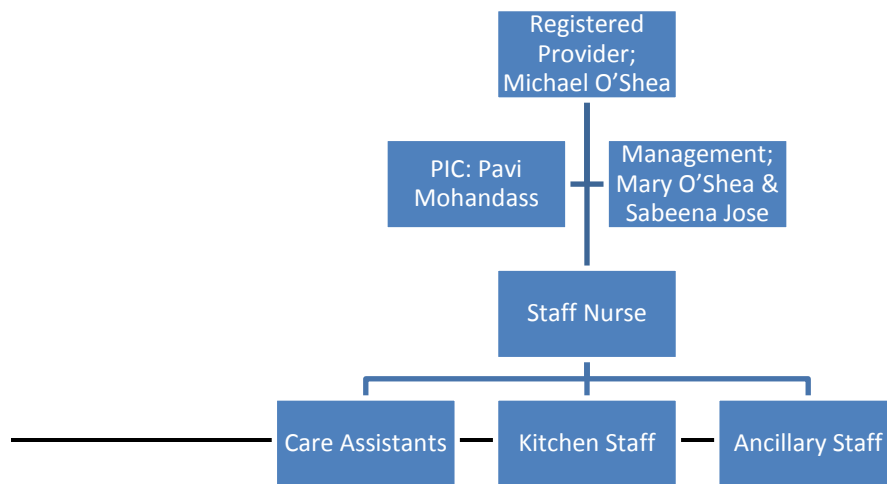 Registered
Provider;
Michael O’Shea
PIC: Pavi
Mohandass
Management;
Mary O’Shea &
Sabeena Jose
Staff Nurse
Care Assistants
Kitchen Staff
Ancillary Staff